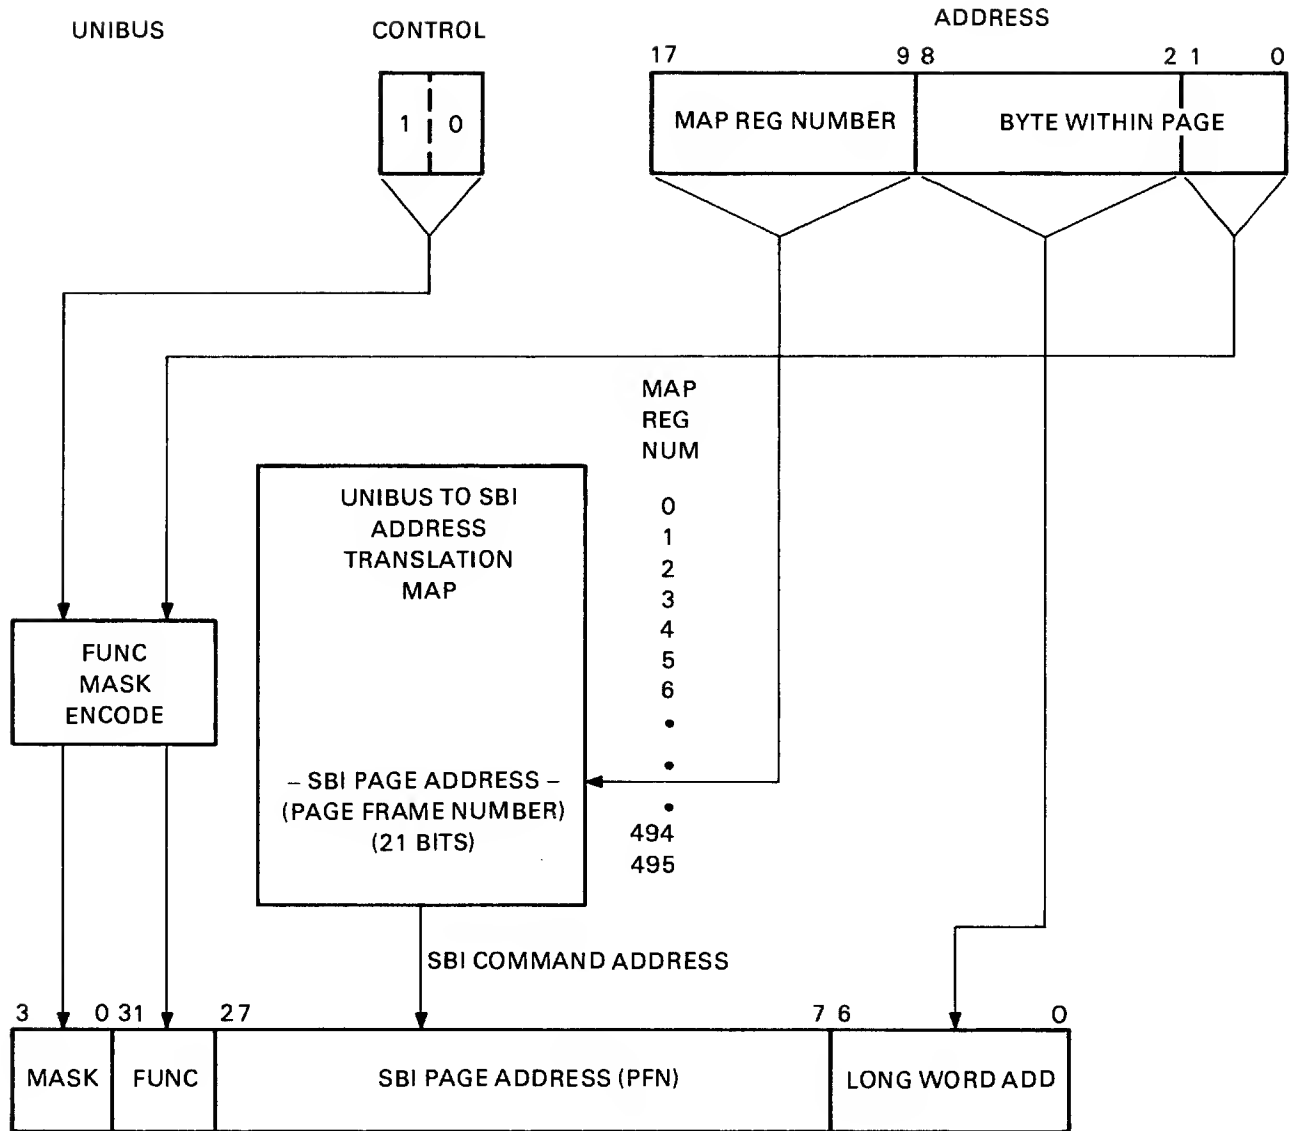 UNIBUS CONTROL ADDRESS
17 9 8 2 1 0
1 0
MAP REG NUMBER BYTE WITHIN PAGE
MAP
REG
NUM
0
1
2
3
4
5
6
494
495
UNIBUS TO SBI
ADDRESS
TRANSLATION
MAP
– SBI PAGE ADDRESS –
(PAGE FRAME NUMBER)
(21 BITS)
FUNC
MASK
ENCODE
SBI COMMAND ADDRESS
3 0 31 27 7 6 0
MASK FUNC SBI PAGE ADDRESS (PFN) LONG WORD ADD